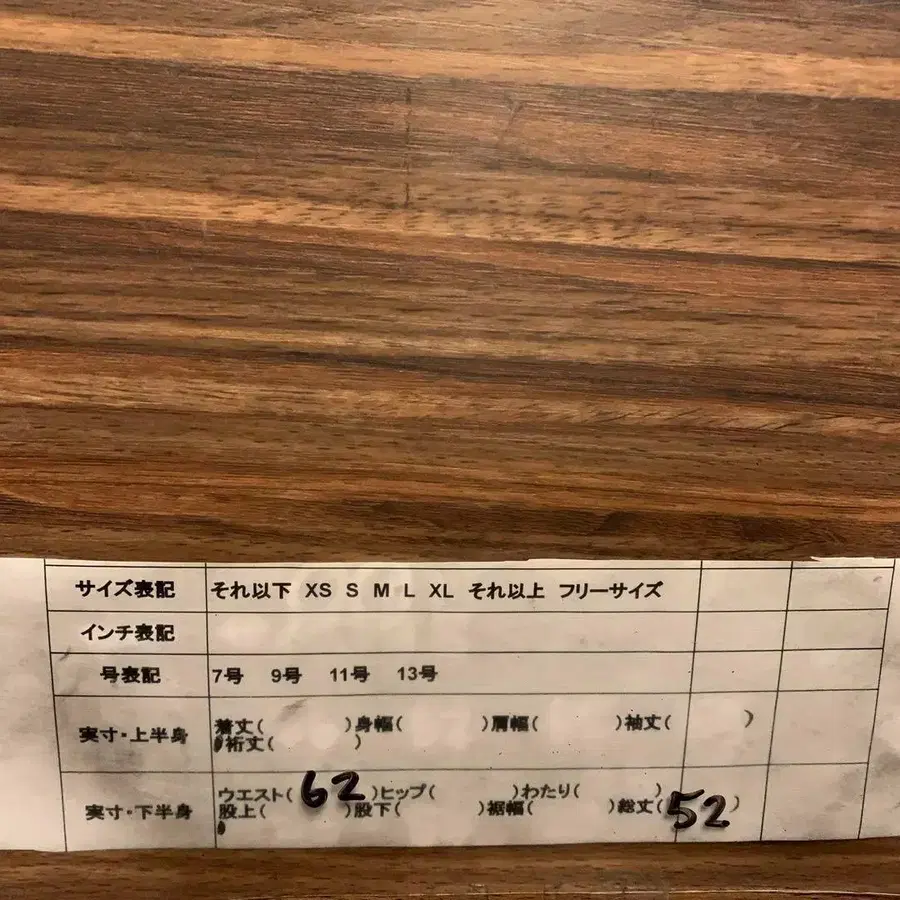 サイズ表記 それ以下 XS S M L XL それ以上 フリーサイズ
インチ表記
号表記 7号 9号 11号 13号
実寸・上半身 着丈( )身幅( )肩幅( )袖丈( )
裄丈( )
実寸・下半身 ウエスト( 62 )ヒップ( )わたり( )
股上( )股下( )裾幅( )総丈( 52 )